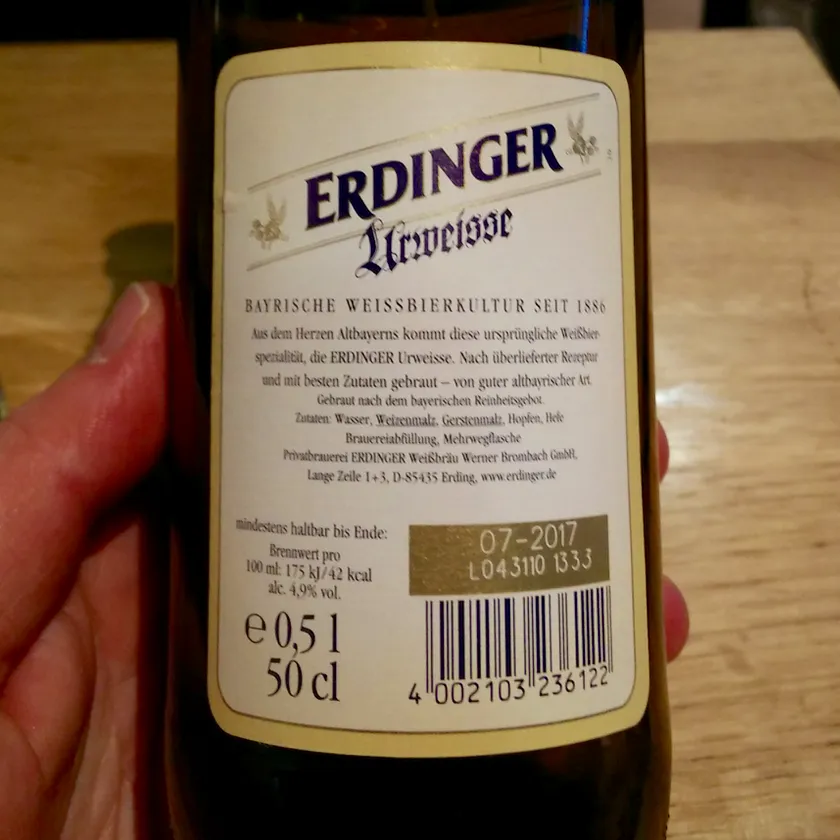 ERDINGER
Urweisse
BAYRISCHE WEISSBIERKULTUR SEIT 1886
Aus dem Herzen Altbayerns kommt diese ursprüngliche Weißbier-
spezialität, die ERDINGER Urweisse. Nach überlieferter Rezeptur
und mit besten Zutaten gebraut – von guter altbayrischer Art.
Gebraut nach dem bayerischen Reinheitsgebot.
Zutaten: Wasser, Weizenmalz, Gerstenmalz, Hopfen, Hefe
Brauereiabfüllung, Mehrwegflasche
Privatbrauerei ERDINGER Weißbräu Werner Brombach GmbH,
Lange Zeile 1+3, D-85435 Erding, www.erdinger.de
mindestens haltbar bis Ende:
07-2017
L043110 1333
Brennwert pro
100 ml: 175 kJ/42 kcal
alc. 4,9% vol.
e 0,5 l
50 cl
4 002103 236122